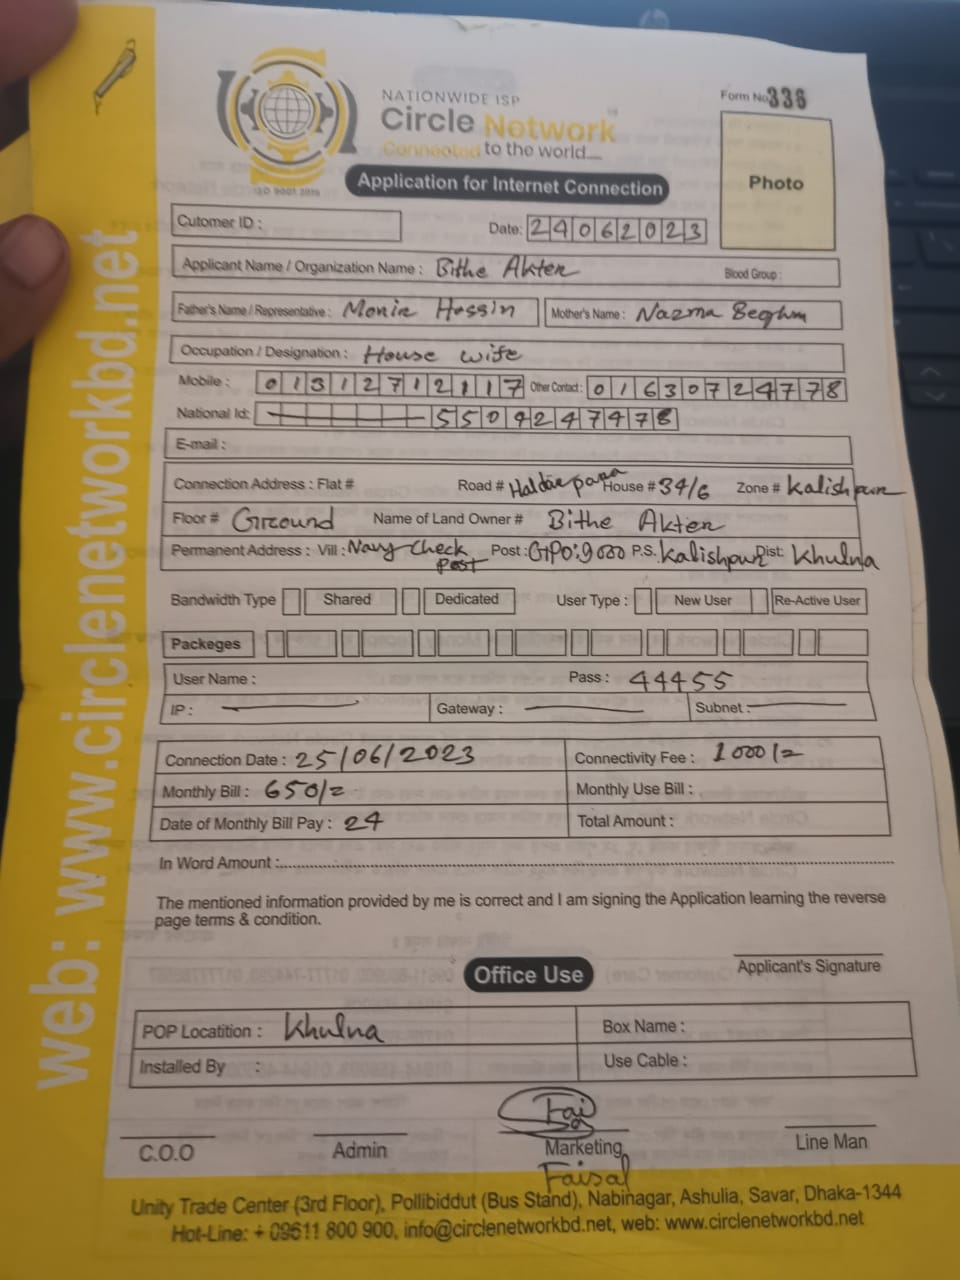 NATIONWIDE ISP
Circle Network
Connected to the world...
ISO 9001 2015
Form No 336
Photo
Application for Internet Connection
Cutomer ID :
Date: 24062023
Applicant Name / Organization Name : Bithe Akter
Blood Group :
Father's Name / Representative : Monir Hossin
Mother's Name : Nazma Beghm
Occupation / Designation : House wife
Mobile : 01312712117 Other Contact : 01630724778
National Id: 5509247478
E-mail :
Connection Address : Flat # Road # Haldar para House # 34/6 Zone # Kalishpur
Floor # Ground Name of Land Owner # Bithe Akter
Permanent Address : Vill : Navy Check post Post : GPO:9000 P.S. Kalishpur Dist: Khulna
Bandwidth Type Shared Dedicated User Type : New User Re-Active User
Packeges
User Name : Pass : 44455
IP : Gateway : Subnet :
Connection Date : 25/06/2023 Connectivity Fee : 1000/=
Monthly Bill : 650/= Monthly Use Bill :
Date of Monthly Bill Pay : 24 Total Amount :
In Word Amount :
The mentioned information provided by me is correct and I am signing the Application learning the reverse
page terms & condition.
Applicant's Signature
Office Use
POP Locatition : Khulna Box Name :
Installed By : Use Cable :
C.O.O Admin Marketing Line Man
Faisal
Unity Trade Center (3rd Floor), Pollibiddut (Bus Stand), Nabinagar, Ashulia, Savar, Dhaka-1344
Hot-Line: + 09611 800 900, info@circlenetworkbd.net, web: www.circlenetworkbd.net
web: www.circlenetworkbd.net